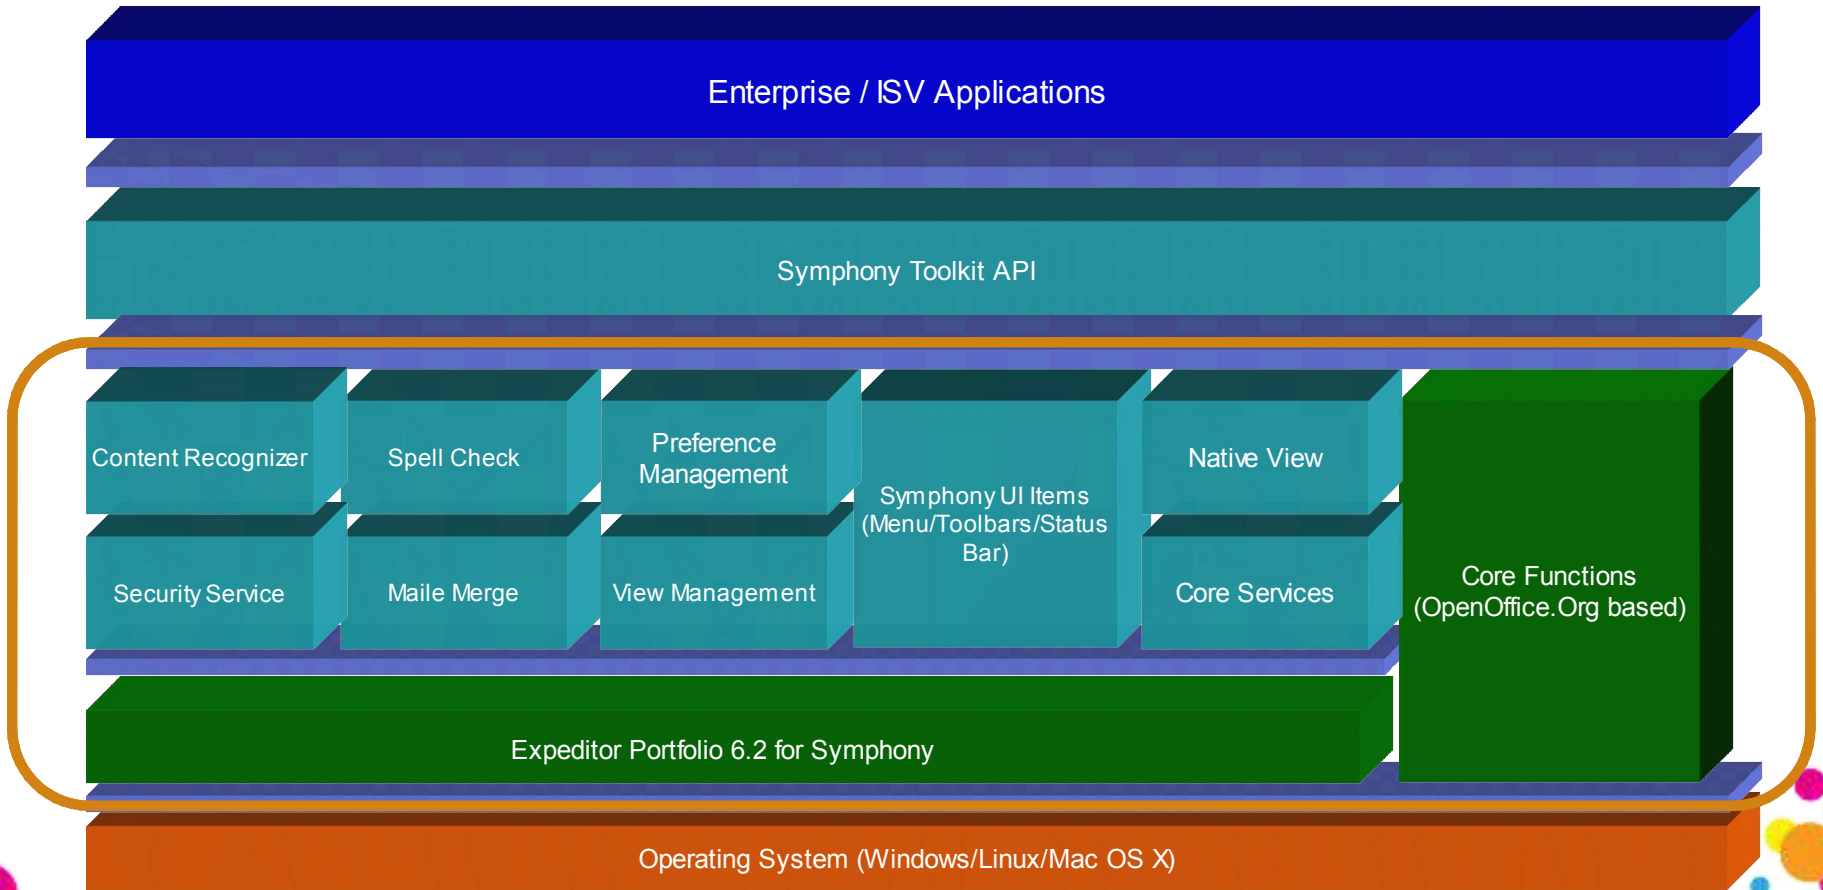 Enterprise / ISV Applications
Symphony Toolkit API
Content Recognizer
Spell Check
Preference
Management
Symphony UI Items
(Menu/Toolbars/Status
Bar)
Native View
Security Service
Maile Merge
View Management
Core Services
Core Functions
(OpenOffice.Org based)
Expeditor Portfolio 6.2 for Symphony
Operating System (Windows/Linux/Mac OS X)